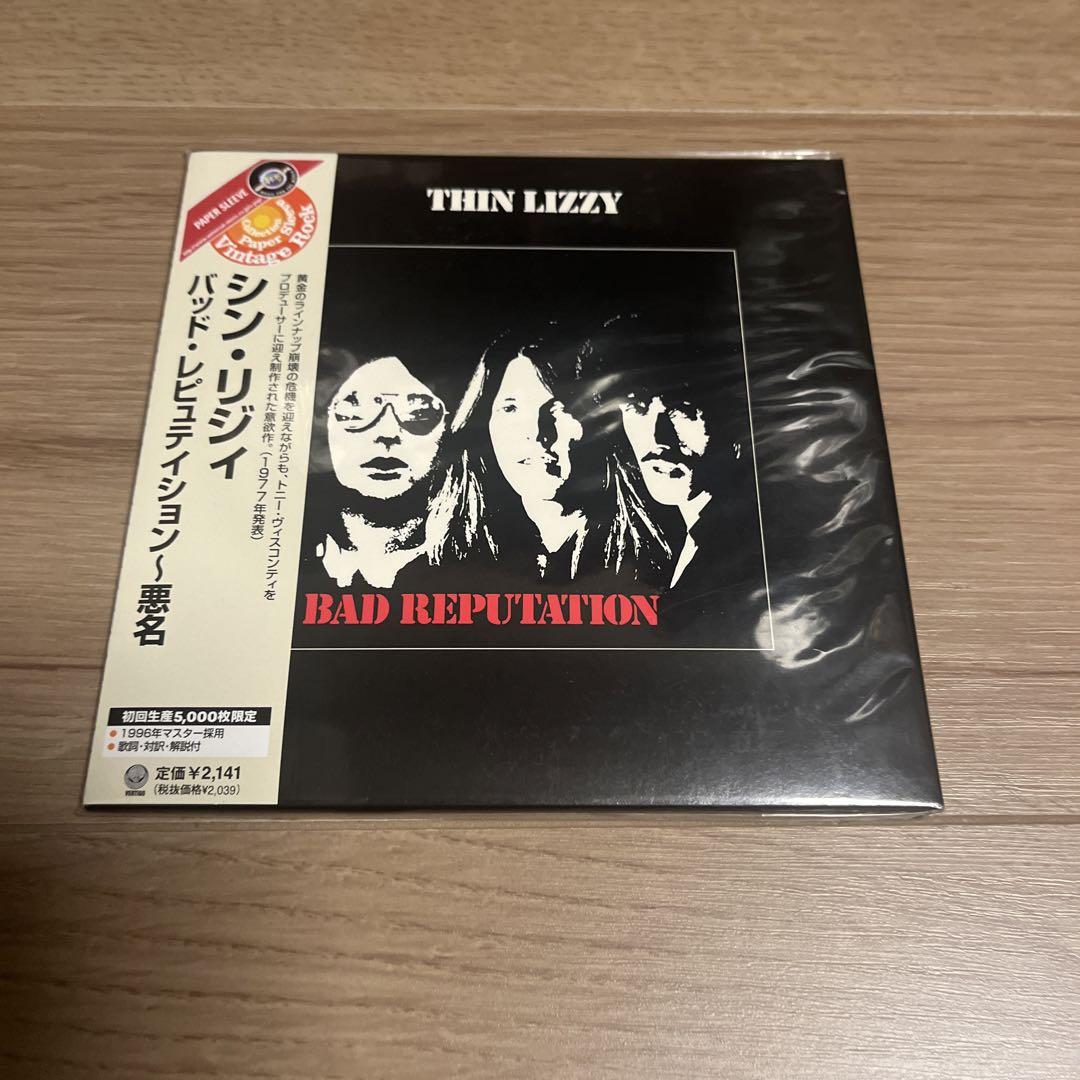 THIN LIZZY
BAD REPUTATION
PAPER SLEEVE
Vintage Rock
Paper Sleeve
Collection
シン・リジィ
バッド・レピュテイション〜悪名
黄金のラインナップ崩壊の危機を迎えながらも、トニー・ヴィスコンティを
プロデューサーに迎え制作された意欲作。(1977年発表)
初回生産5,000枚限定
● 1996年マスター採用
● 歌詞・対訳・解説付
VERTIGO
定価¥2,141
(税抜価格¥2,039)